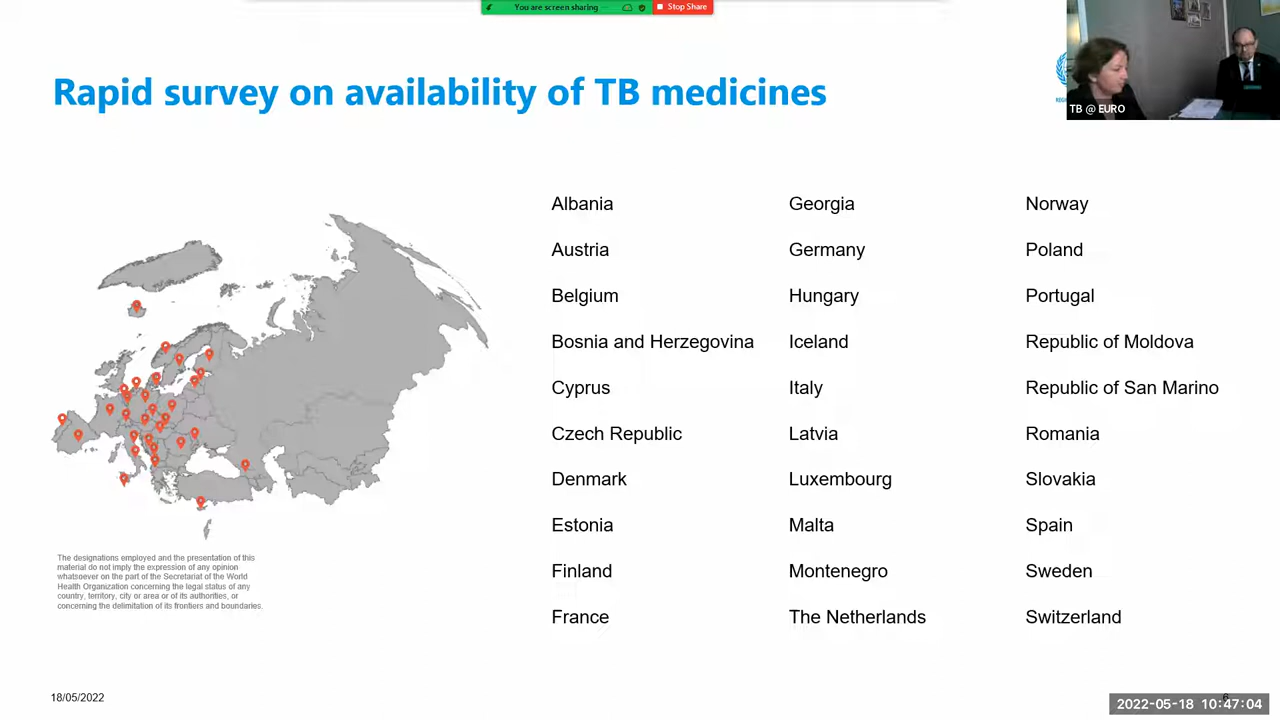 You are screen sharing
Stop Share
Rapid survey on availability of TB medicines
TB @ EURO
Albania
Austria
Belgium
Bosnia and Herzegovina
Cyprus
Czech Republic
Denmark
Estonia
Finland
France
Georgia
Germany
Hungary
Iceland
Italy
Latvia
Luxembourg
Malta
Montenegro
The Netherlands
Norway
Poland
Portugal
Republic of Moldova
Republic of San Marino
Romania
Slovakia
Spain
Sweden
Switzerland
The designations employed and the presentation of this
material do not imply the expression of any opinion
whatsoever on the part of the Secretariat of the World
Health Organization concerning the legal status of any
country, territory, city or area or of its authorities, or
concerning the delimitation of its frontiers and boundaries.
18/05/2022
6
2022-05-18 10:47:04